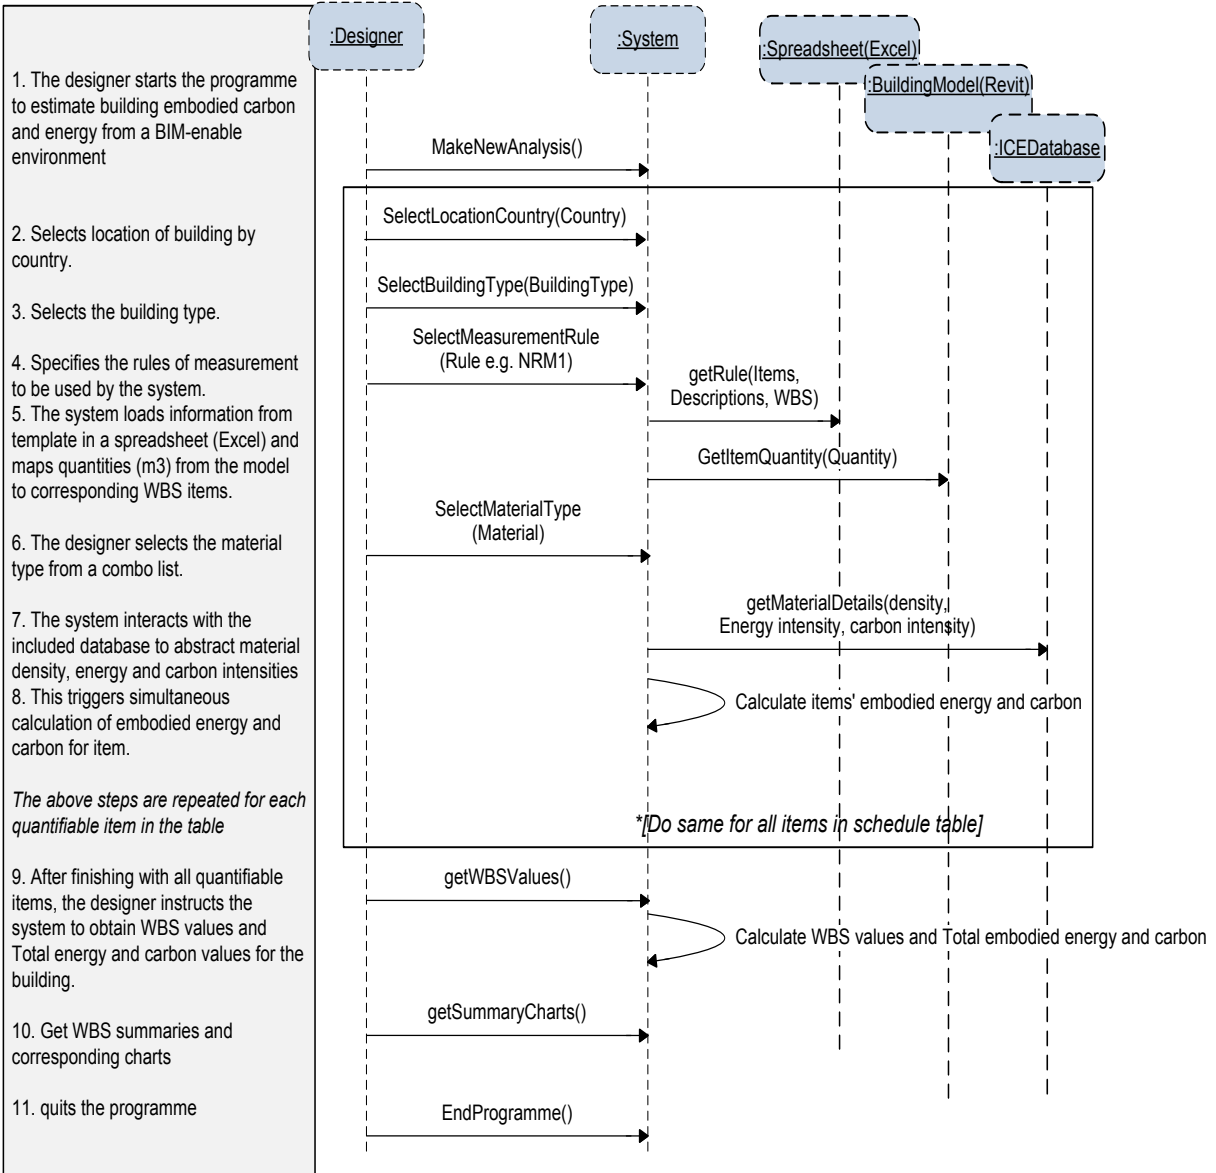 1. The designer starts the programme
to estimate building embodied carbon
and energy from a BIM-enable
environment
2. Selects location of building by
country.
3. Selects the building type.
4. Specifies the rules of measurement
to be used by the system.
5. The system loads information from
template in a spreadsheet (Excel) and
maps quantities (m3) from the model
to corresponding WBS items.
6. The designer selects the material
type from a combo list.
7. The system interacts with the
included database to abstract material
density, energy and carbon intensities
8. This triggers simultaneous
calculation of embodied energy and
carbon for item.
The above steps are repeated for each
quantifiable item in the table
9. After finishing with all quantifiable
items, the designer instructs the
system to obtain WBS values and
Total energy and carbon values for the
building.
10. Get WBS summaries and
corresponding charts
11. quits the programme
:Designer
:System
:Spreadsheet(Excel)
:BuildingModel(Revit)
:ICEDatabase
MakeNewAnalysis()
SelectLocationCountry(Country)
SelectBuildingType(BuildingType)
SelectMeasurementRule
(Rule e.g. NRM1)
getRule(Items,
Descriptions, WBS)
GetItemQuantity(Quantity)
SelectMaterialType
(Material)
getMaterialDetails(density,
Energy intensity, carbon intensity)
Calculate items' embodied energy and carbon
*[Do same for all items in schedule table]
getWBSValues()
Calculate WBS values and Total embodied energy and carbon
getSummaryCharts()
EndProgramme()